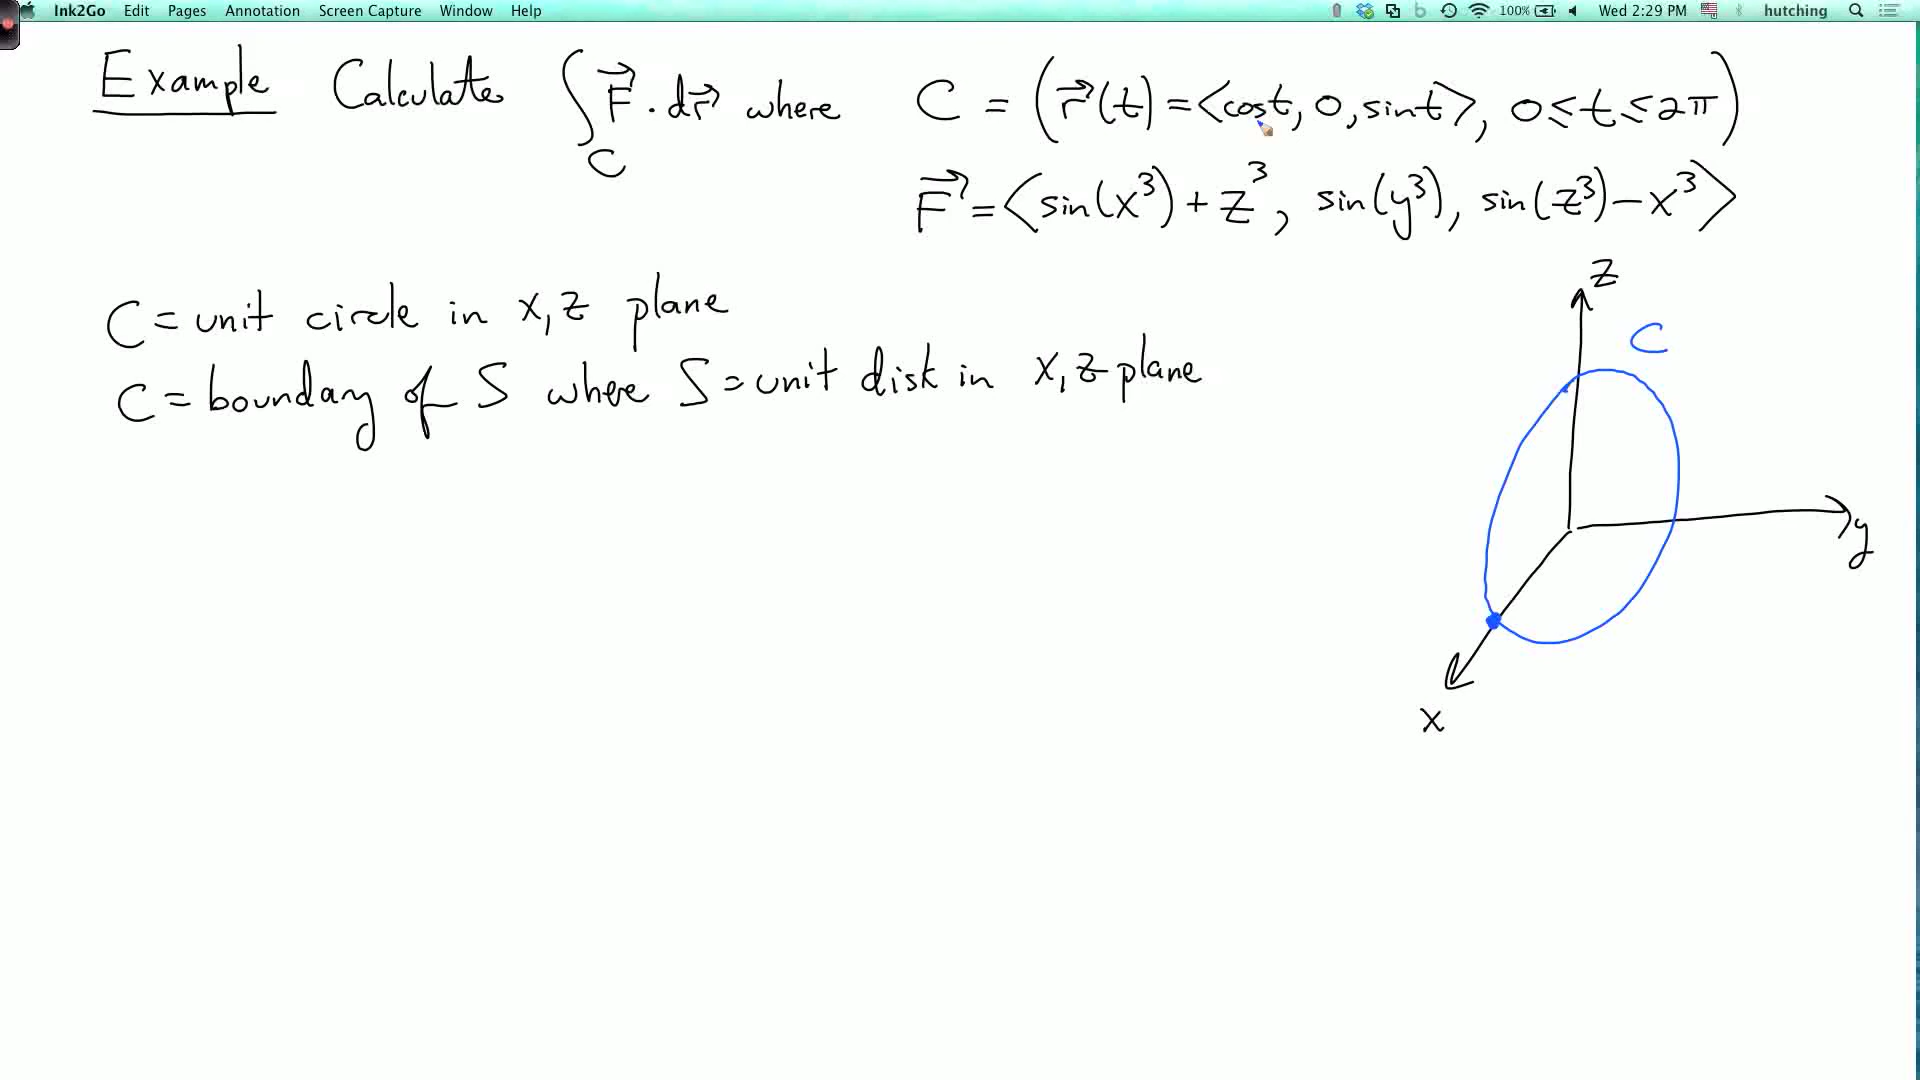 Ink2Go Edit Pages Annotation Screen Capture Window Help 100% Wed 2:29 PM hutching
Example Calculate ∫_C F⃗ · dr⃗ where C = (r⃗(t) = <cost, 0, sint>, 0 ≤ t ≤ 2π)
F⃗ = <sin(x³) + z³, sin(y³), sin(z³) − x³>
C = unit circle in x, z plane
C = boundary of S where S = unit disk in x, z plane
z
C
y
x